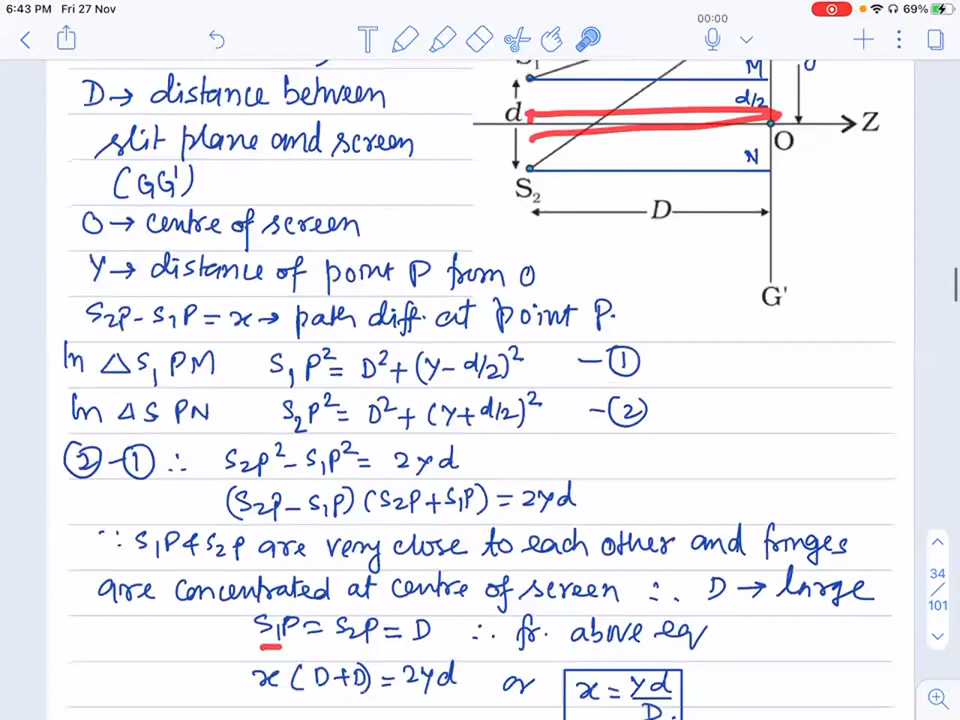 6:43 PM Fri 27 Nov
69%
00:00
T
D→ distance between
slit plane and screen
(GG')
O→ centre of screen
Y→ distance of point P from O
S2P - S1P = x → path diff. at point P.
In △ S1 PM S1P² = D² + (Y - d/2)² —①
In △ S PN S2P² = D² + (Y + d/2)² —②
②-① ∴ S2P² - S1P² = 2yd
(S2P - S1P) (S2P + S1P) = 2yd
∵ S1P & S2P are very close to each other and fringes
are concentrated at centre of screen ∴ D → large
S1P = S2P = D ∴ fr. above eq
x (D+D) = 2yd or x = yd/D.
S1
M
d
d/2
O
Z
N
S2
D
G'
34
/
101